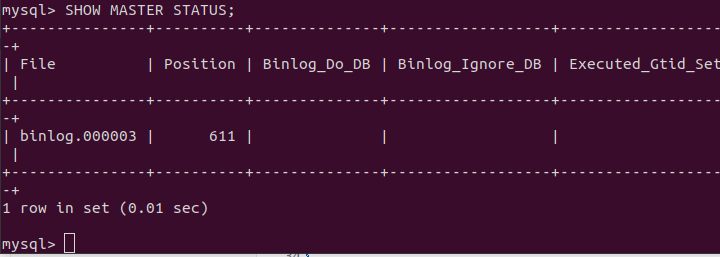 mysql> SHOW MASTER STATUS;
+---------------+----------+--------------+------------------+-------------------
-+
| File          | Position | Binlog_Do_DB | Binlog_Ignore_DB | Executed_Gtid_Set
 |
+---------------+----------+--------------+------------------+-------------------
-+
| binlog.000003 |      611 |              |                  |
 |
+---------------+----------+--------------+------------------+-------------------
-+
1 row in set (0.01 sec)
mysql>